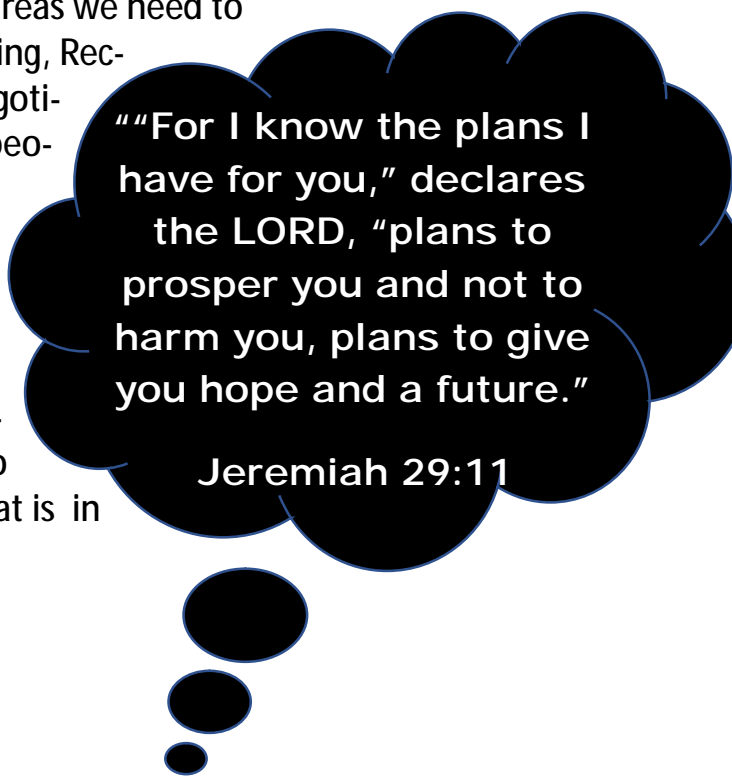 reas we need to
ing, Rec-
goti-
peo-
o
at is in
““For I know the plans I
have for you,” declares
the LORD, “plans to
prosper you and not to
harm you, plans to give
you hope and a future.”
Jeremiah 29:11